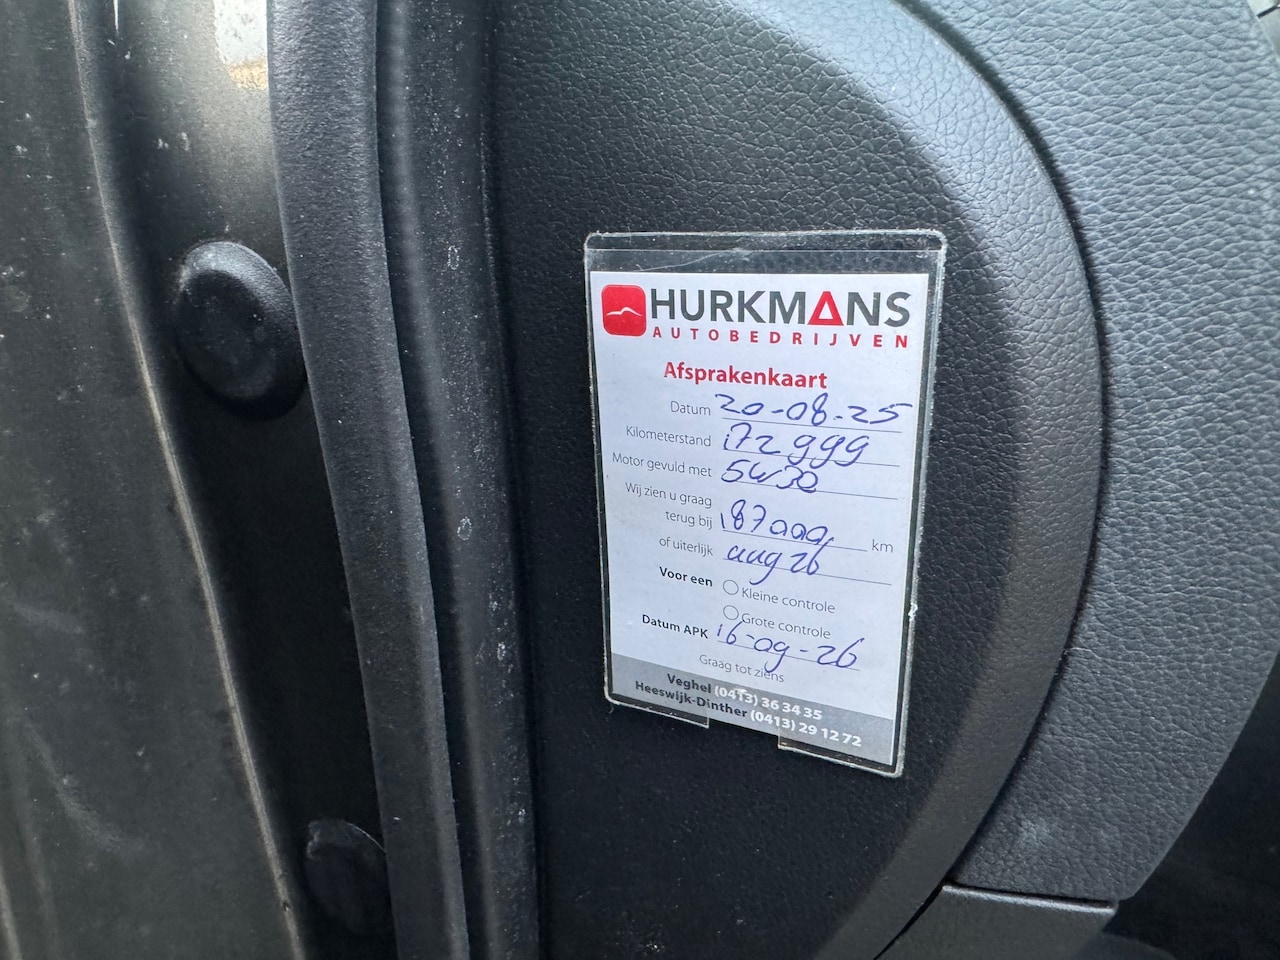 HURKMANS
AUTOBEDRIJVEN
Afsprakenkaart
Datum 20-08-25
Kilometerstand 172999
Motor gevuld met 5W30
Wij zien u graag
terug bij 187000 km
of uiterlijk aug 26
Voor een Kleine controle
Grote controle
Datum APK 16-09-26
Graag tot ziens
Veghel (0413) 36 34 35
Heeswijk-Dinther (0413) 29 12 72